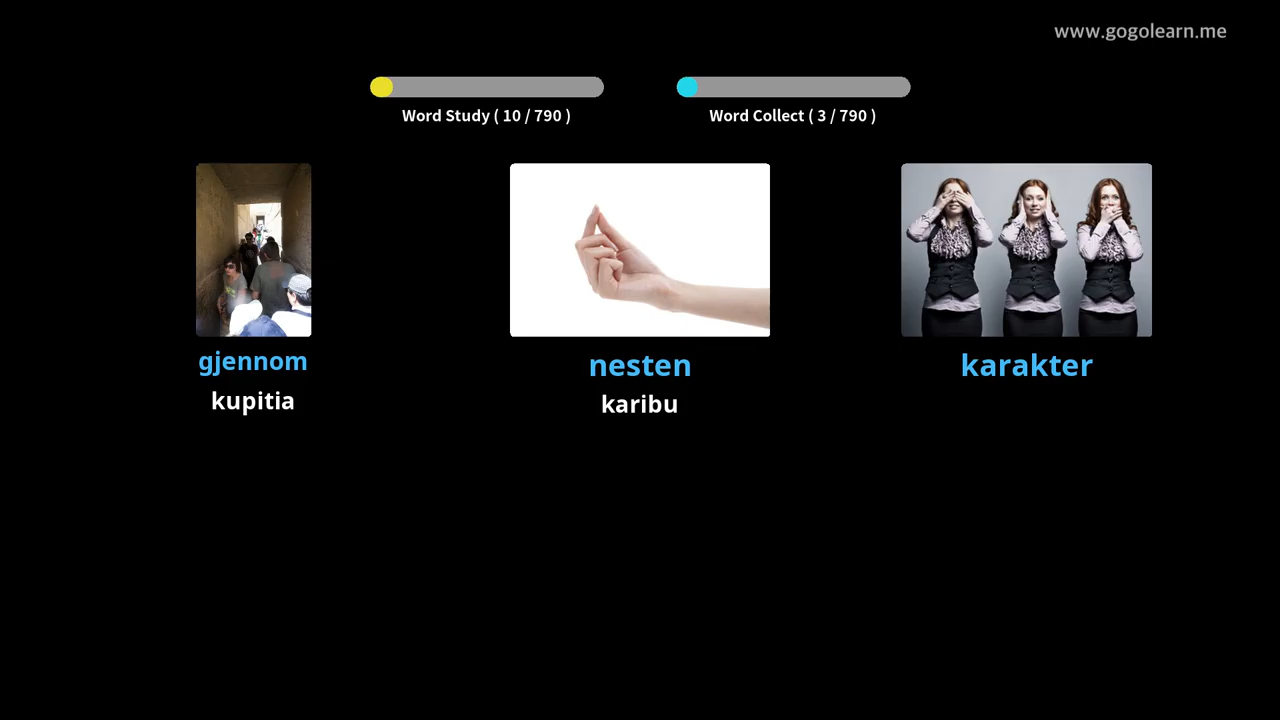 www.gogolearn.me
Word Study ( 10 / 790 )
Word Collect ( 3 / 790 )
gjennom
kupitia
nesten
karibu
karakter